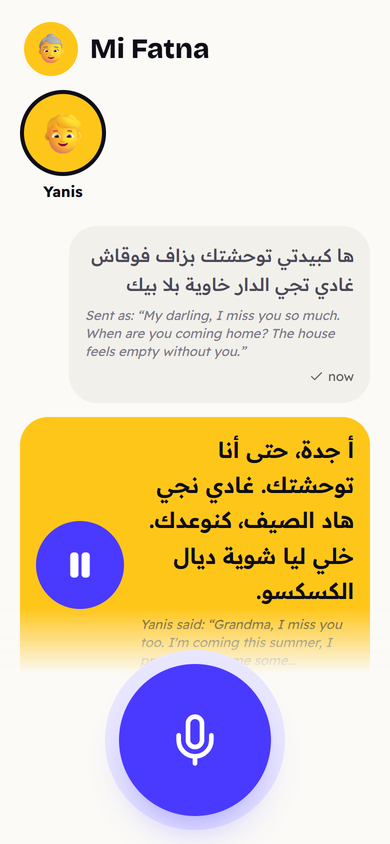 Mi Fatna
Yanis
ها كبيدتي توحشتك بزاف فوقاش
غادي تجي الدار خاوية بلا بيك
Sent as: “My darling, I miss you so much.
When are you coming home? The house
feels empty without you.”
now
أ جدة، حتى أنا
توحشتك. غادي نجي
هاد الصيف، كنوعدك.
خلي ليا شوية ديال
الكسكسو.
Yanis said: “Grandma, I miss you
too. I'm coming this summer, I
me some…